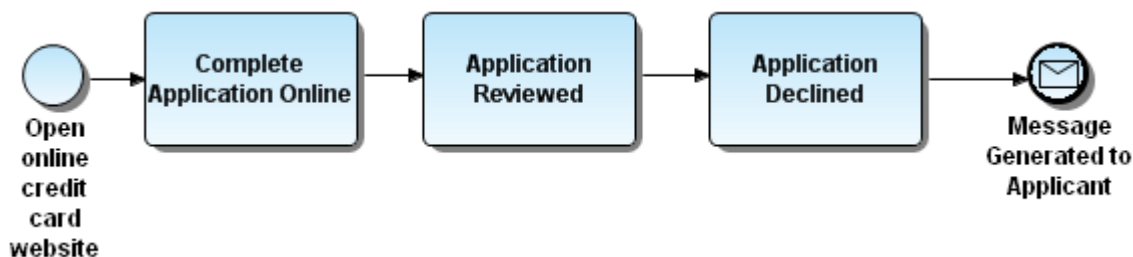 Complete
Application Online
Application
Reviewed
Application
Declined
Open
online
credit
card
website
Message
Generated to
Applicant